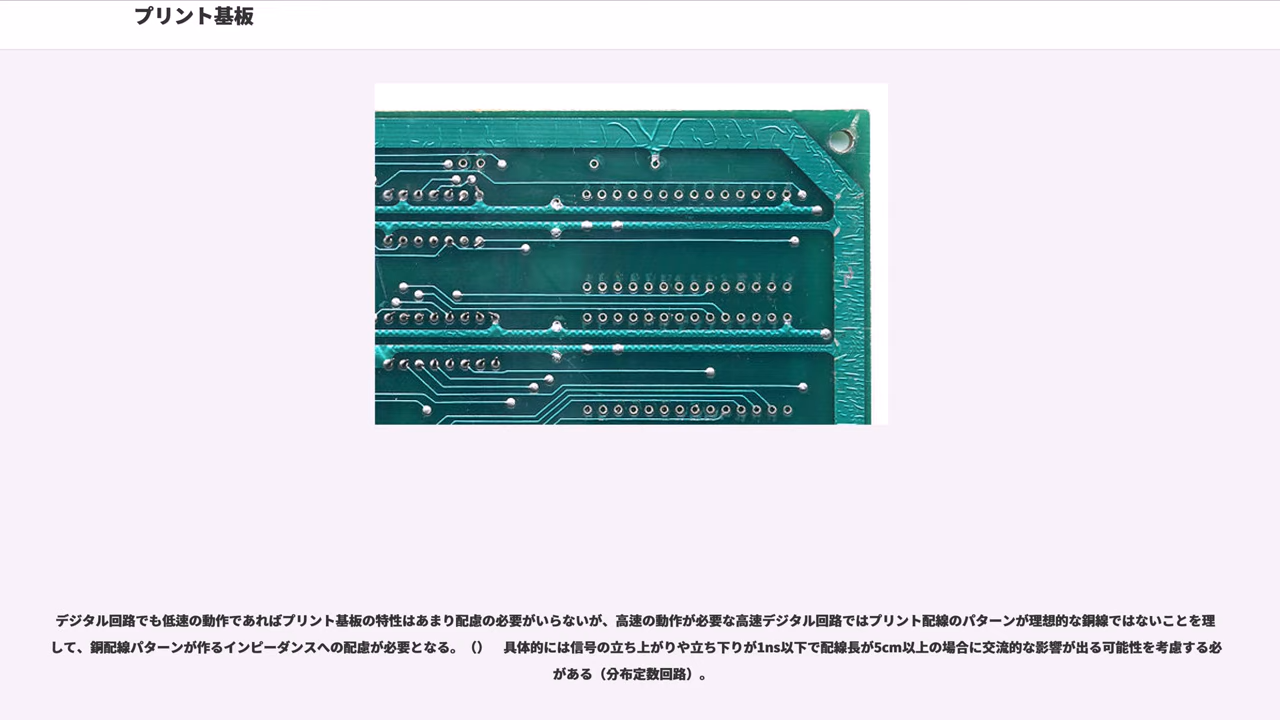 プリント基板
デジタル回路でも低速の動作であればプリント基板の特性はあまり配慮の必要がいらないが、高速の動作が必要な高速デジタル回路ではプリント配線のパターンが理想的な銅線ではないことを理
して、銅配線パターンが作るインピーダンスへの配慮が必要となる。（）　具体的には信号の立ち上がりや立ち下りが1ns以下で配線長が5cm以上の場合に交流的な影響が出る可能性を考慮する必
がある（分布定数回路）。